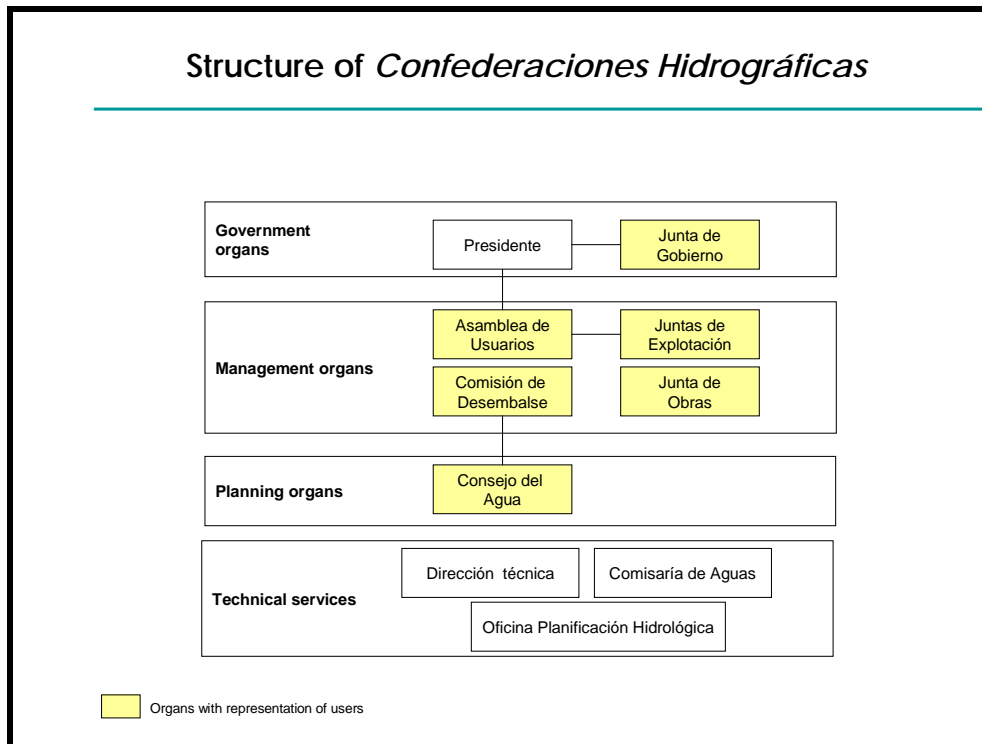 Structure of Confederaciones Hidrográficas
Government
organs
Presidente
Junta de
Gobierno
Management organs
Asamblea de
Usuarios
Juntas de
Explotación
Comisión de
Desembalse
Junta de
Obras
Planning organs
Consejo del
Agua
Technical services
Dirección técnica
Comisaría de Aguas
Oficina Planificación Hidrológica
Organs with representation of users